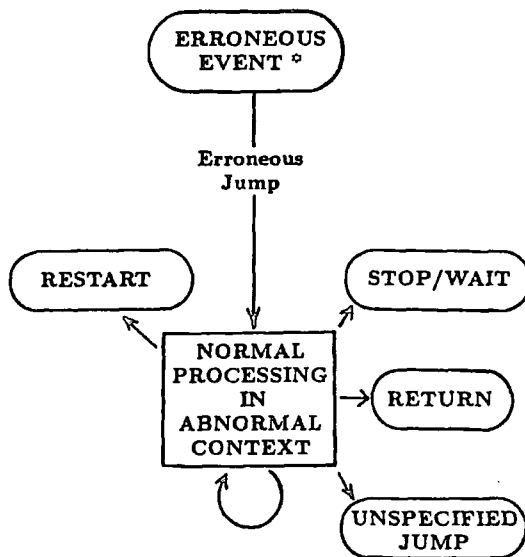 ERRONEOUS
EVENT *
Erroneous
Jump
RESTART
STOP/WAIT
NORMAL
PROCESSING
IN
ABNORMAL
CONTEXT
RETURN
UNSPECIFIED
JUMP